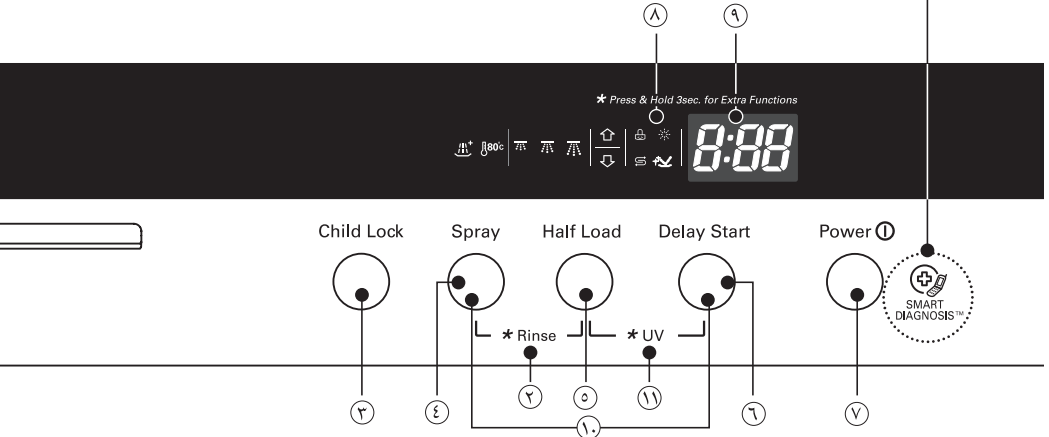 ٨ ٩
* Press & Hold 3sec. for Extra Functions
80°c 8:88
Child Lock Spray Half Load Delay Start Power
SMART
DIAGNOSIS™
* Rinse * UV
٣ ٤ ٢ ٥ ١١ ٦ ٧
١٠